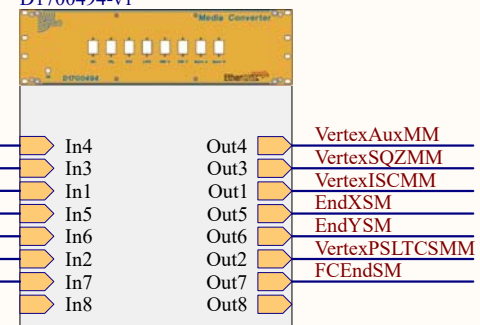 D1700494-v1
Media Converter
D1700494
In4 Out4 VertexAuxMM
In3 Out3 VertexSQZMM
In1 Out1 VertexISCMM
In5 Out5 EndXSM
In6 Out6 EndYSM
In2 Out2 VertexPSLTCSMM
In7 Out7 FCEndSM
In8 Out8